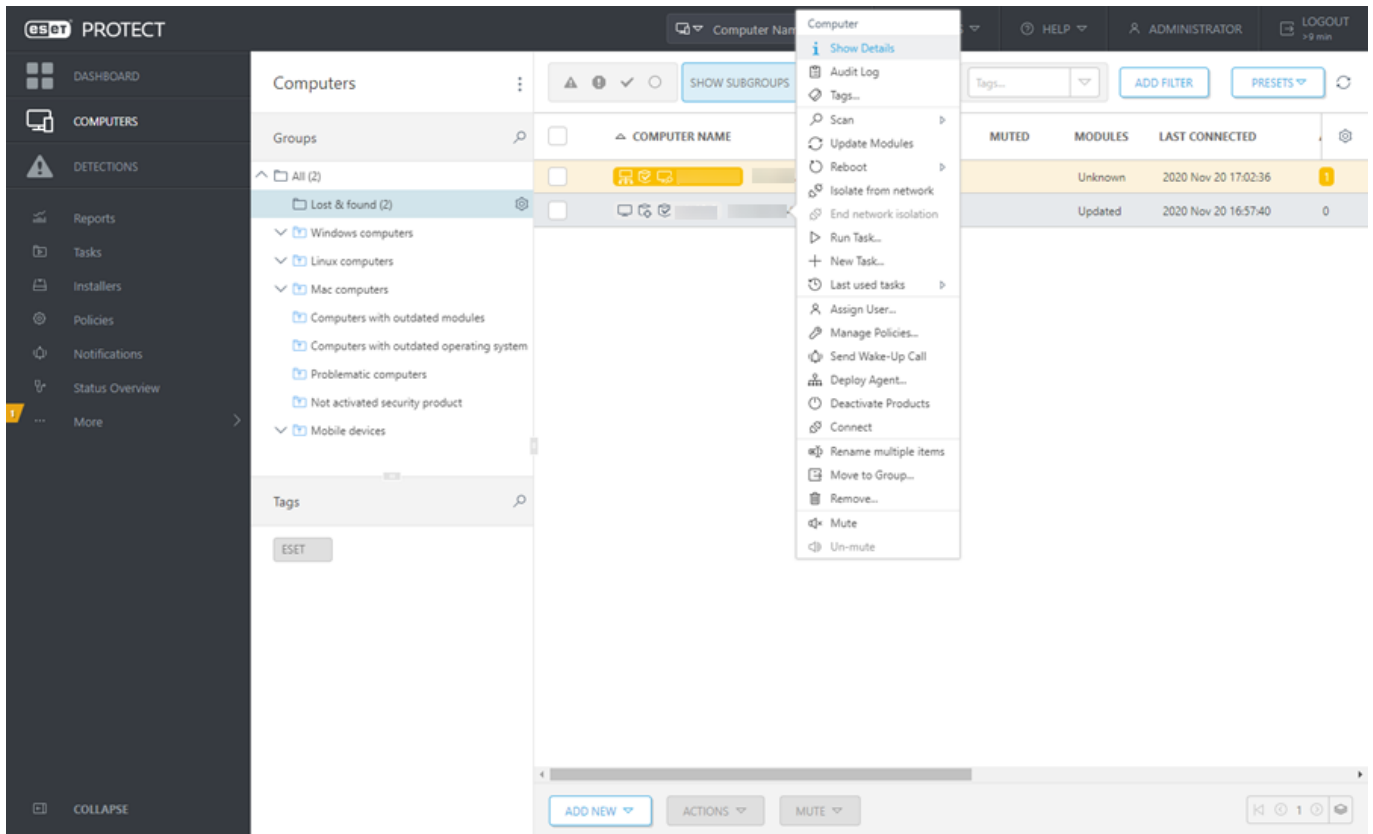 eset PROTECT
Computer Nam
HELP
ADMINISTRATOR
LOGOUT
>9 min
DASHBOARD
COMPUTERS
DETECTIONS
Reports
Tasks
Installers
Policies
Notifications
Status Overview
1
... More
COLLAPSE
Computers
Groups
All (2)
Lost & found (2)
Windows computers
Linux computers
Mac computers
Computers with outdated modules
Computers with outdated operating system
Problematic computers
Not activated security product
Mobile devices
Tags
ESET
SHOW SUBGROUPS
Tags...
ADD FILTER
PRESETS
COMPUTER NAME
MUTED
MODULES
LAST CONNECTED
Unknown
2020 Nov 20 17:02:36
1
Updated
2020 Nov 20 16:57:40
0
Computer
Show Details
Audit Log
Tags...
Scan
Update Modules
Reboot
Isolate from network
End network isolation
Run Task...
New Task...
Last used tasks
Assign User...
Manage Policies...
Send Wake-Up Call
Deploy Agent...
Deactivate Products
Connect
Rename multiple items
Move to Group...
Remove...
Mute
Un-mute
ADD NEW
ACTIONS
MUTE
1